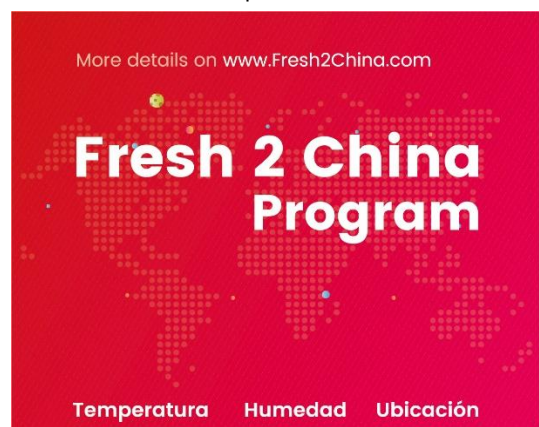 More details on www.Fresh2China.com
Fresh 2 China
Program
Temperatura Humedad Ubicación